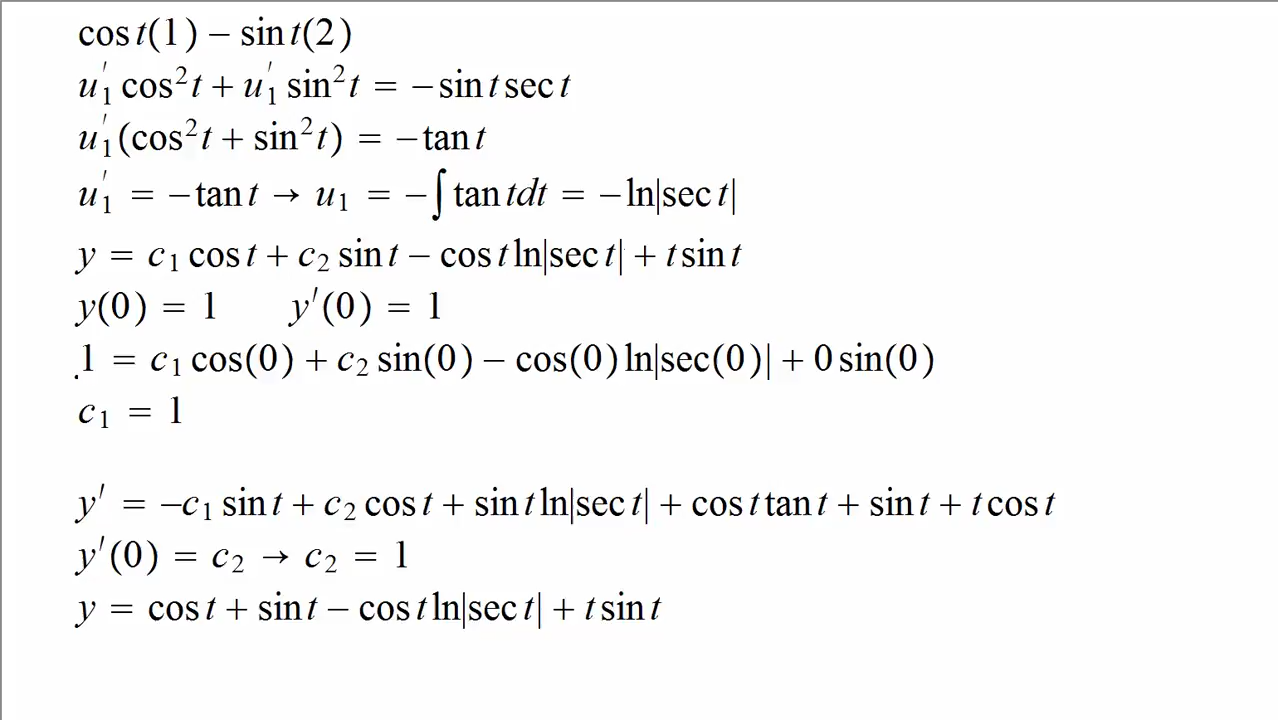 cos t(1) − sin t(2)
u₁′ cos²t + u₁′ sin²t = −sin t sec t
u₁′(cos²t + sin²t) = −tan t
u₁′ = −tan t → u₁ = −∫ tan tdt = −ln|sec t|
y = c₁ cos t + c₂ sin t − cos t ln|sec t| + t sin t
y(0) = 1 y′(0) = 1
1 = c₁ cos(0) + c₂ sin(0) − cos(0) ln|sec(0)| + 0 sin(0)
c₁ = 1
y′ = −c₁ sin t + c₂ cos t + sin t ln|sec t| + cos t tan t + sin t + t cos t
y′(0) = c₂ → c₂ = 1
y = cos t + sin t − cos t ln|sec t| + t sin t